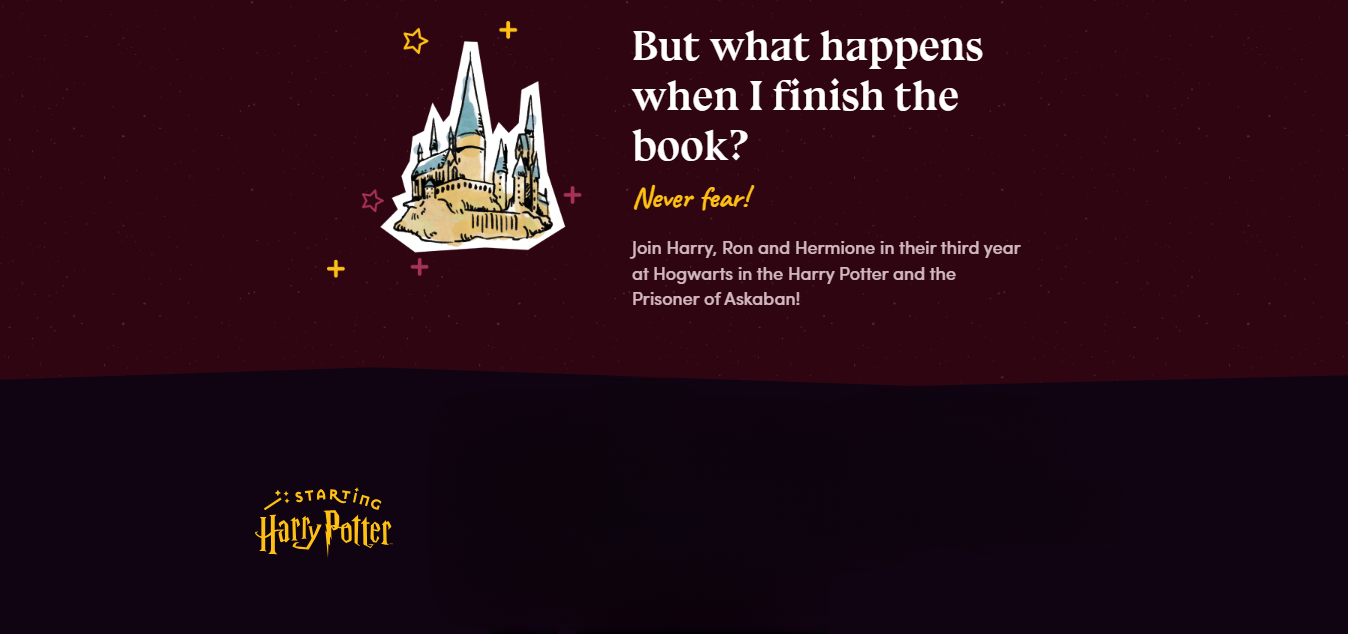 But what happens
when I finish the
book?
Never fear!
Join Harry, Ron and Hermione in their third year
at Hogwarts in the Harry Potter and the
Prisoner of Askaban!
STARTING
Harry Potter